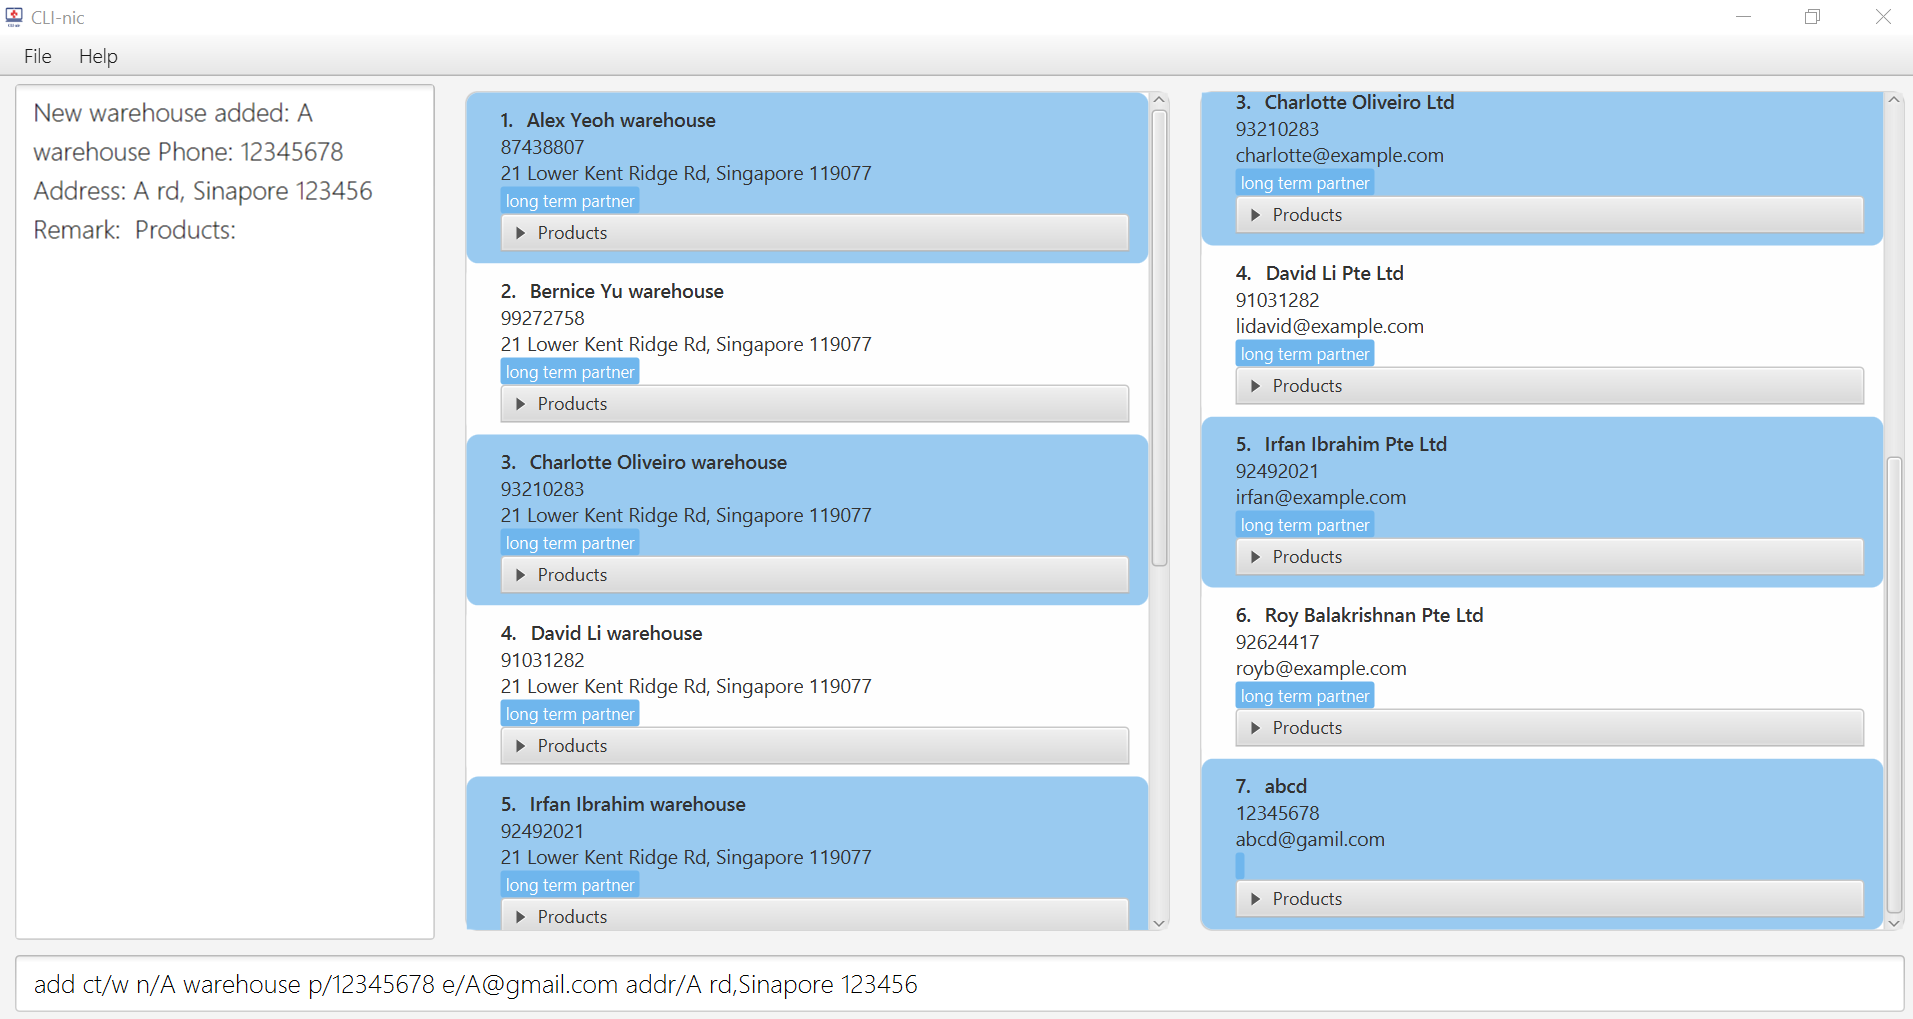 CLI-nic
File Help
New warehouse added: A
warehouse Phone: 12345678
Address: A rd, Sinapore 123456
Remark: Products:
1. Alex Yeoh warehouse
87438807
21 Lower Kent Ridge Rd, Singapore 119077
long term partner
Products
2. Bernice Yu warehouse
99272758
21 Lower Kent Ridge Rd, Singapore 119077
long term partner
Products
3. Charlotte Oliveiro warehouse
93210283
21 Lower Kent Ridge Rd, Singapore 119077
long term partner
Products
4. David Li warehouse
91031282
21 Lower Kent Ridge Rd, Singapore 119077
long term partner
Products
5. Irfan Ibrahim warehouse
92492021
21 Lower Kent Ridge Rd, Singapore 119077
long term partner
Products
3. Charlotte Oliveiro Ltd
93210283
charlotte@example.com
long term partner
Products
4. David Li Pte Ltd
91031282
lidavid@example.com
long term partner
Products
5. Irfan Ibrahim Pte Ltd
92492021
irfan@example.com
long term partner
Products
6. Roy Balakrishnan Pte Ltd
92624417
royb@example.com
long term partner
Products
7. abcd
12345678
abcd@gamil.com
Products
add ct/w n/A warehouse p/12345678 e/A@gmail.com addr/A rd,Sinapore 123456